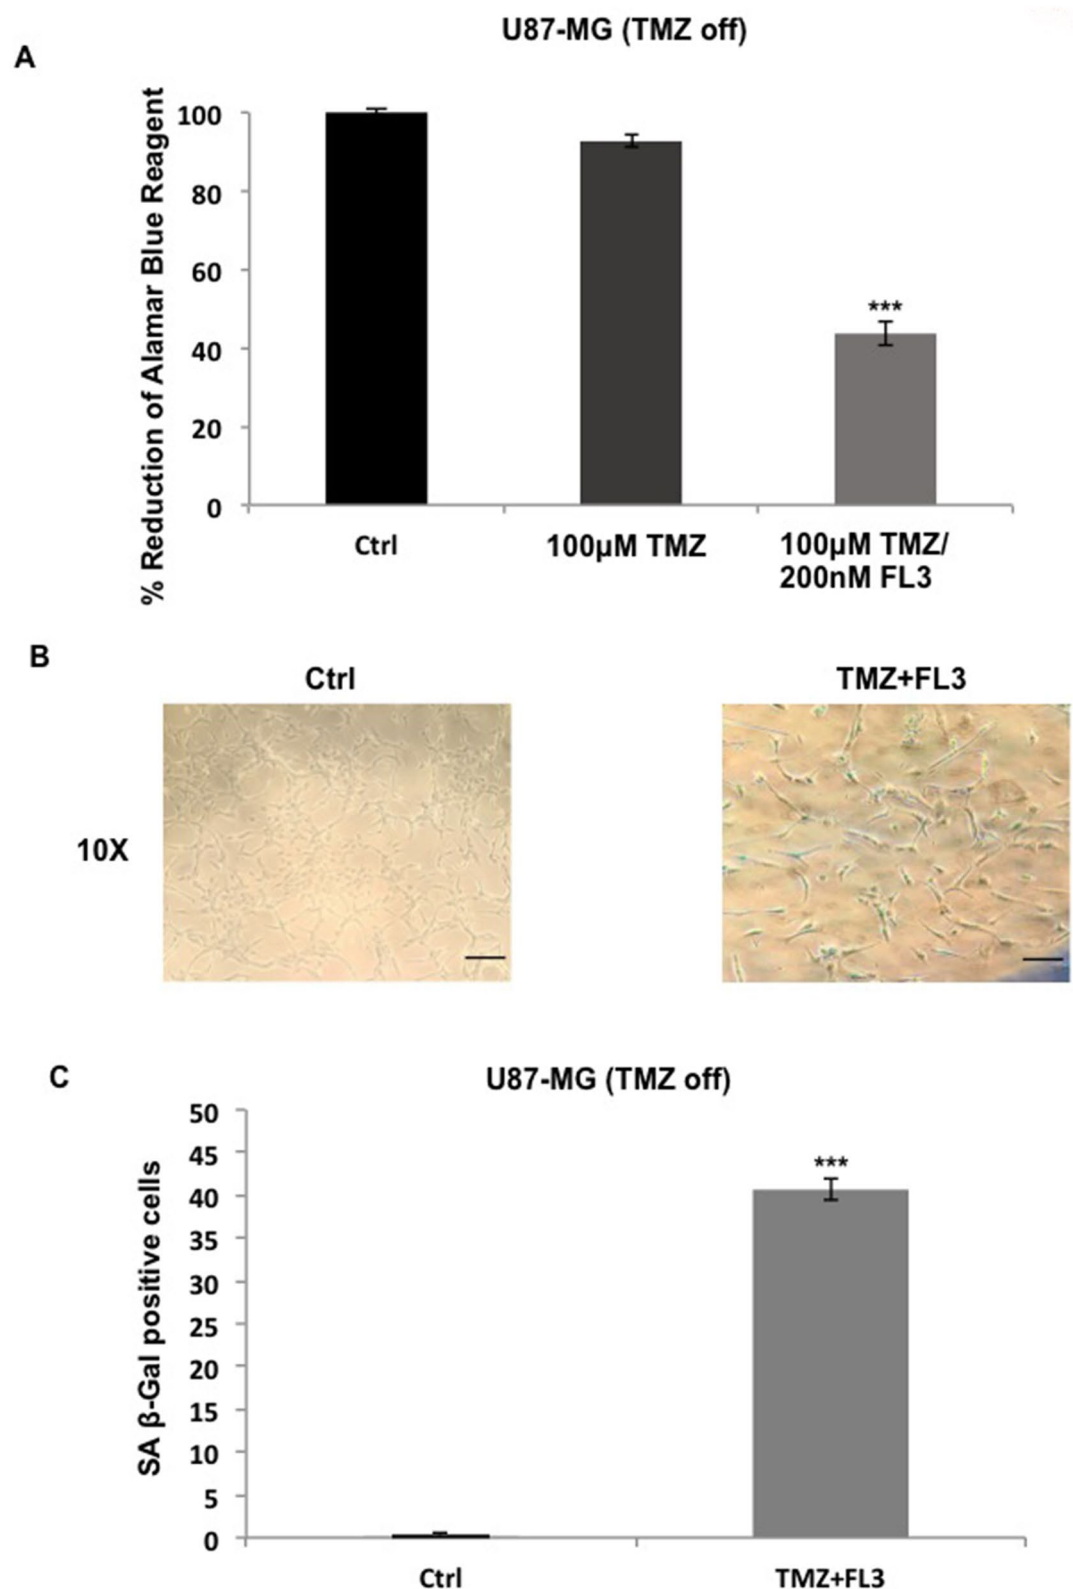 U87-MG (TMZ off)
A
% Reduction of Alamar Blue Reagent
100
80
60
40
20
0
***
Ctrl
100µM TMZ
100µM TMZ/
200nM FL3
B
Ctrl
TMZ+FL3
10X
C
U87-MG (TMZ off)
SA β-Gal positive cells
50
45
40
35
30
25
20
15
10
5
0
***
Ctrl
TMZ+FL3